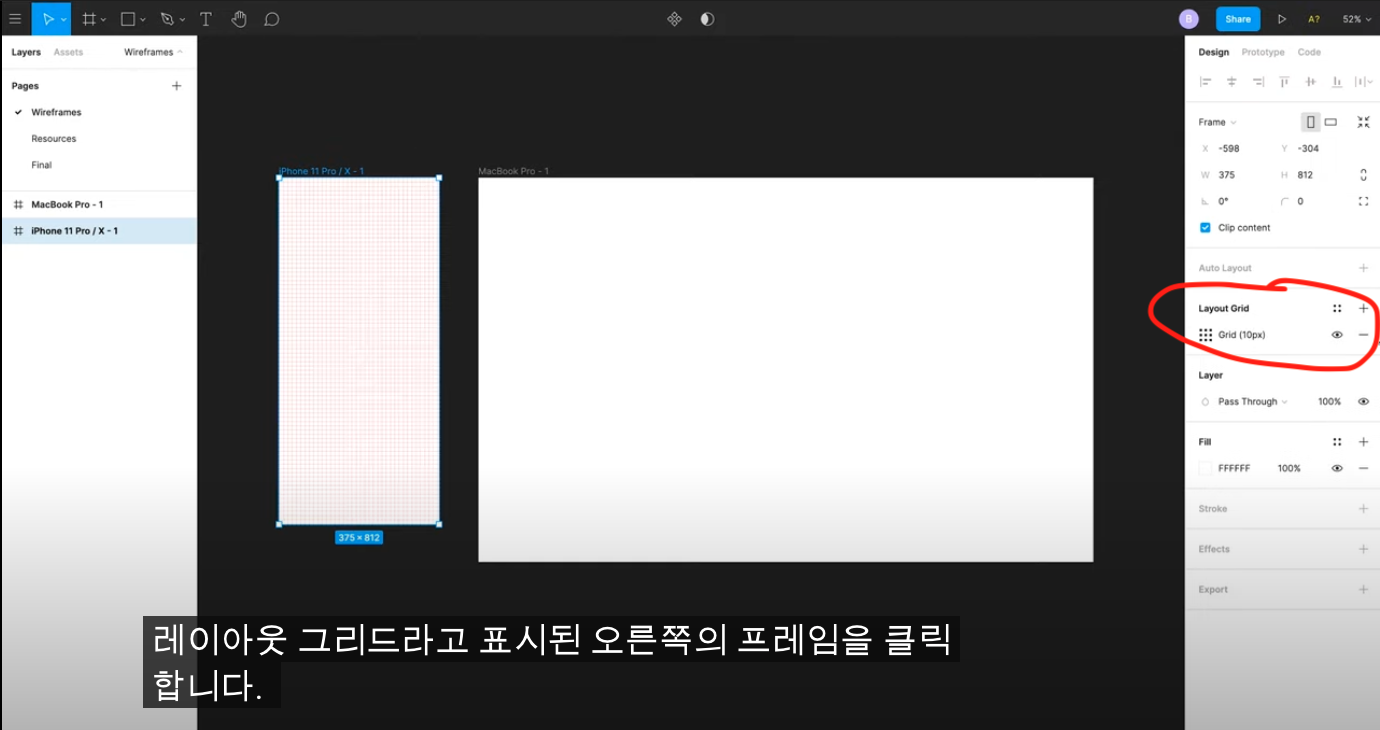 B
Share
A?
52%
Layers Assets Wireframes
Pages
Wireframes
Resources
Final
MacBook Pro - 1
iPhone 11 Pro / X - 1
iPhone 11 Pro / X - 1
375 × 812
MacBook Pro - 1
Design Prototype Code
Frame
X -598 Y -304
W 375 H 812
0° 0
Clip content
Auto Layout
Layout Grid
Grid (10px)
Layer
Pass Through 100%
Fill
FFFFFF 100%
Stroke
Effects
Export
레이아웃 그리드라고 표시된 오른쪽의 프레임을 클릭
합니다.